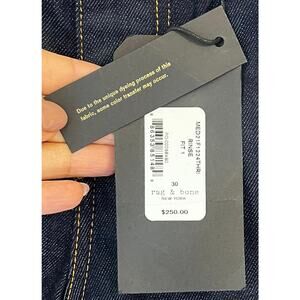 Due to the unique dyeing process of this
fabric, some color transfer may occur.
RINSE
FIT 1
30
rag & bone
NEW YORK
$250.00